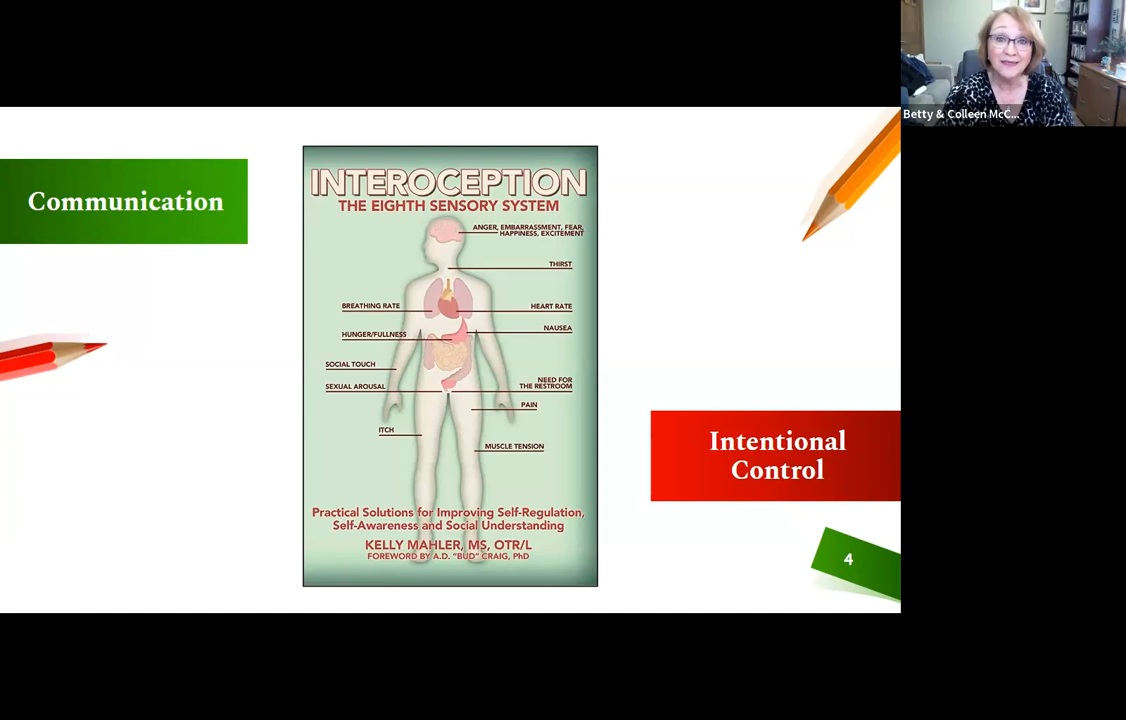 Betty & Colleen McC...
Communication
INTEROCEPTION
THE EIGHTH SENSORY SYSTEM
ANGER, EMBARRASSMENT, FEAR,
HAPPINESS, EXCITEMENT
THIRST
BREATHING RATE
HEART RATE
NAUSEA
HUNGER/FULLNESS
SOCIAL TOUCH
NEED FOR
THE RESTROOM
SEXUAL AROUSAL
PAIN
ITCH
MUSCLE TENSION
Practical Solutions for Improving Self-Regulation,
Self-Awareness and Social Understanding
KELLY MAHLER, MS, OTR/L
FOREWORD BY A.D. "BUD" CRAIG, PhD
Intentional
Control
4